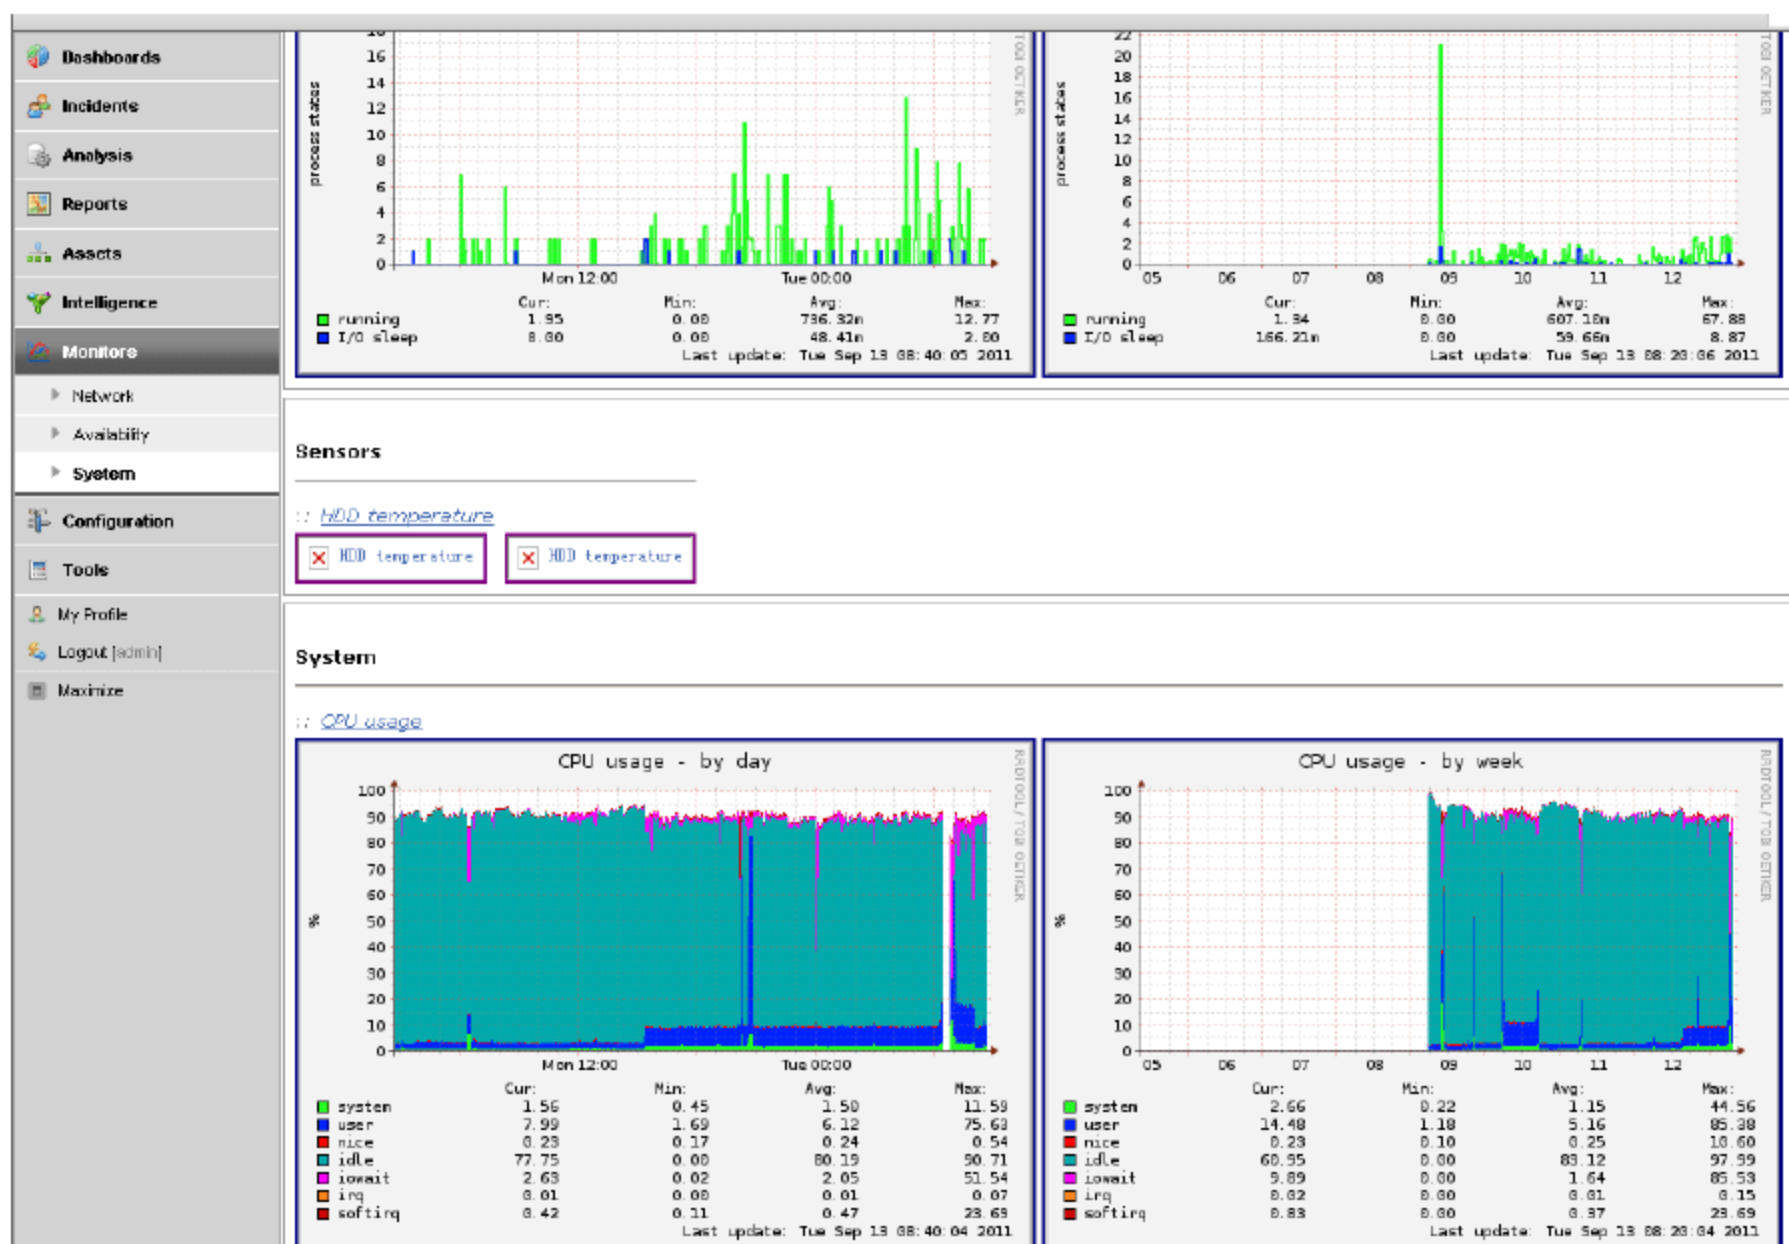 Dashboards
Incidents
Analysis
Reports
Assets
Intelligence
Monitors
Network
Availability
System
Configuration
Tools
My Profile
Logout [admin]
Maximize
process states
18
16
14
12
10
8
6
4
2
0
Mon 12:00 Tue 00:00
TOBI OETIKER
Cur: Min: Avg: Max:
running 1.95 0.00 736.32m 12.77
I/O sleep 0.00 0.00 48.41m 2.00
Last update: Tue Sep 13 08:40:05 2011
process states
22
20
18
16
14
12
10
8
6
4
2
0
05 06 07 08 09 10 11 12
TOBI OETIKER
Cur: Min: Avg: Max:
running 1.34 0.00 607.10m 67.88
I/O sleep 166.21m 0.00 59.66m 8.87
Last update: Tue Sep 13 08:20:06 2011
Sensors
:: HDD temperature
HDD temperature HDD temperature
System
:: CPU usage
CPU usage - by day
RRDTOOL / TOBI OETIKER
%
100
90
80
70
60
50
40
30
20
10
0
Mon 12:00 Tue 00:00
Cur: Min: Avg: Max:
system 1.56 0.45 1.50 11.59
user 7.99 1.69 6.12 75.63
nice 0.23 0.17 0.24 0.54
idle 77.75 0.00 80.19 90.71
iowait 2.63 0.02 2.05 51.54
irq 0.01 0.00 0.01 0.07
softirq 0.42 0.11 0.47 23.69
Last update: Tue Sep 13 08:40:04 2011
CPU usage - by week
RRDTOOL / TOBI OETIKER
%
100
90
80
70
60
50
40
30
20
10
0
05 06 07 08 09 10 11 12
Cur: Min: Avg: Max:
system 2.66 0.22 1.15 44.56
user 14.48 1.18 5.16 85.38
nice 0.23 0.10 0.25 10.60
idle 60.95 0.00 83.12 97.99
iowait 9.89 0.00 1.64 85.53
irq 0.02 0.00 0.01 0.15
softirq 0.83 0.00 0.37 23.69
Last update: Tue Sep 13 08:20:04 2011